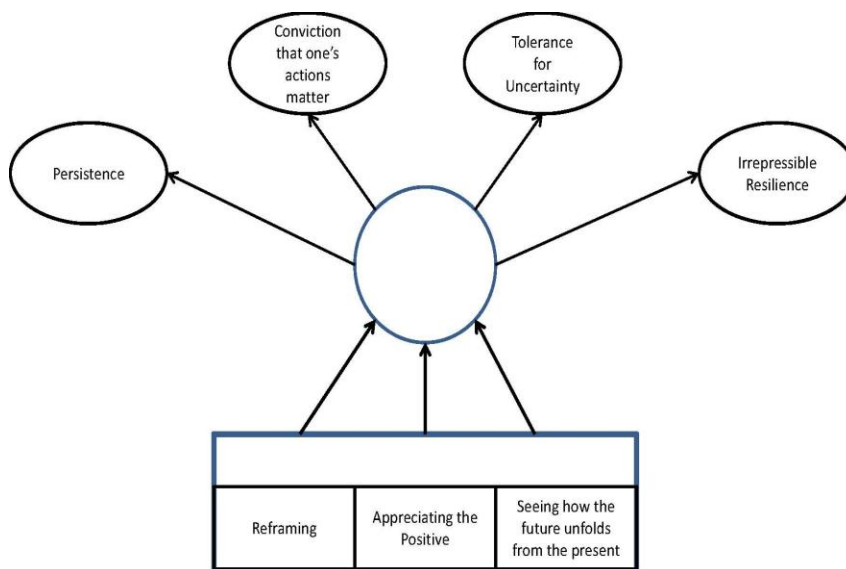 Conviction
that one's
actions
matter
Tolerance
for
Uncertainty
Persistence
Irrepressible
Resilience
Reframing
Appreciating the
Positive
Seeing how the
future unfolds
from the present